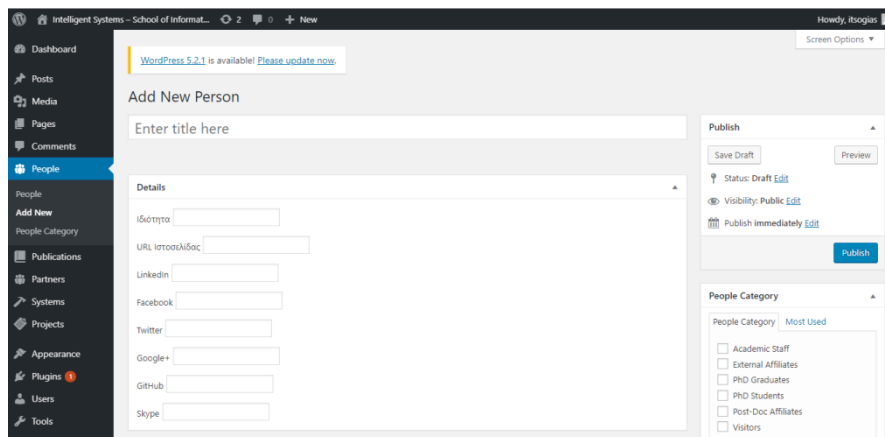 Intelligent Systems – School of Informat... 2 0 + New
Howdy, itsogias
Screen Options ▼
Dashboard
Posts
Media
Pages
Comments
People
People
Add New
People Category
Publications
Partners
Systems
Projects
Appearance
Plugins 1
Users
Tools
WordPress 5.2.1 is available! Please update now.
Add New Person
Enter title here
Details
Ιδιότητα
URL Ιστοσελίδας
LinkedIn
Facebook
Twitter
Google+
GitHub
Skype
Publish
Save Draft Preview
Status: Draft Edit
Visibility: Public Edit
Publish immediately Edit
Publish
People Category
People Category Most Used
Academic Staff
External Affiliates
PhD Graduates
PhD Students
Post-Doc Affiliates
Visitors